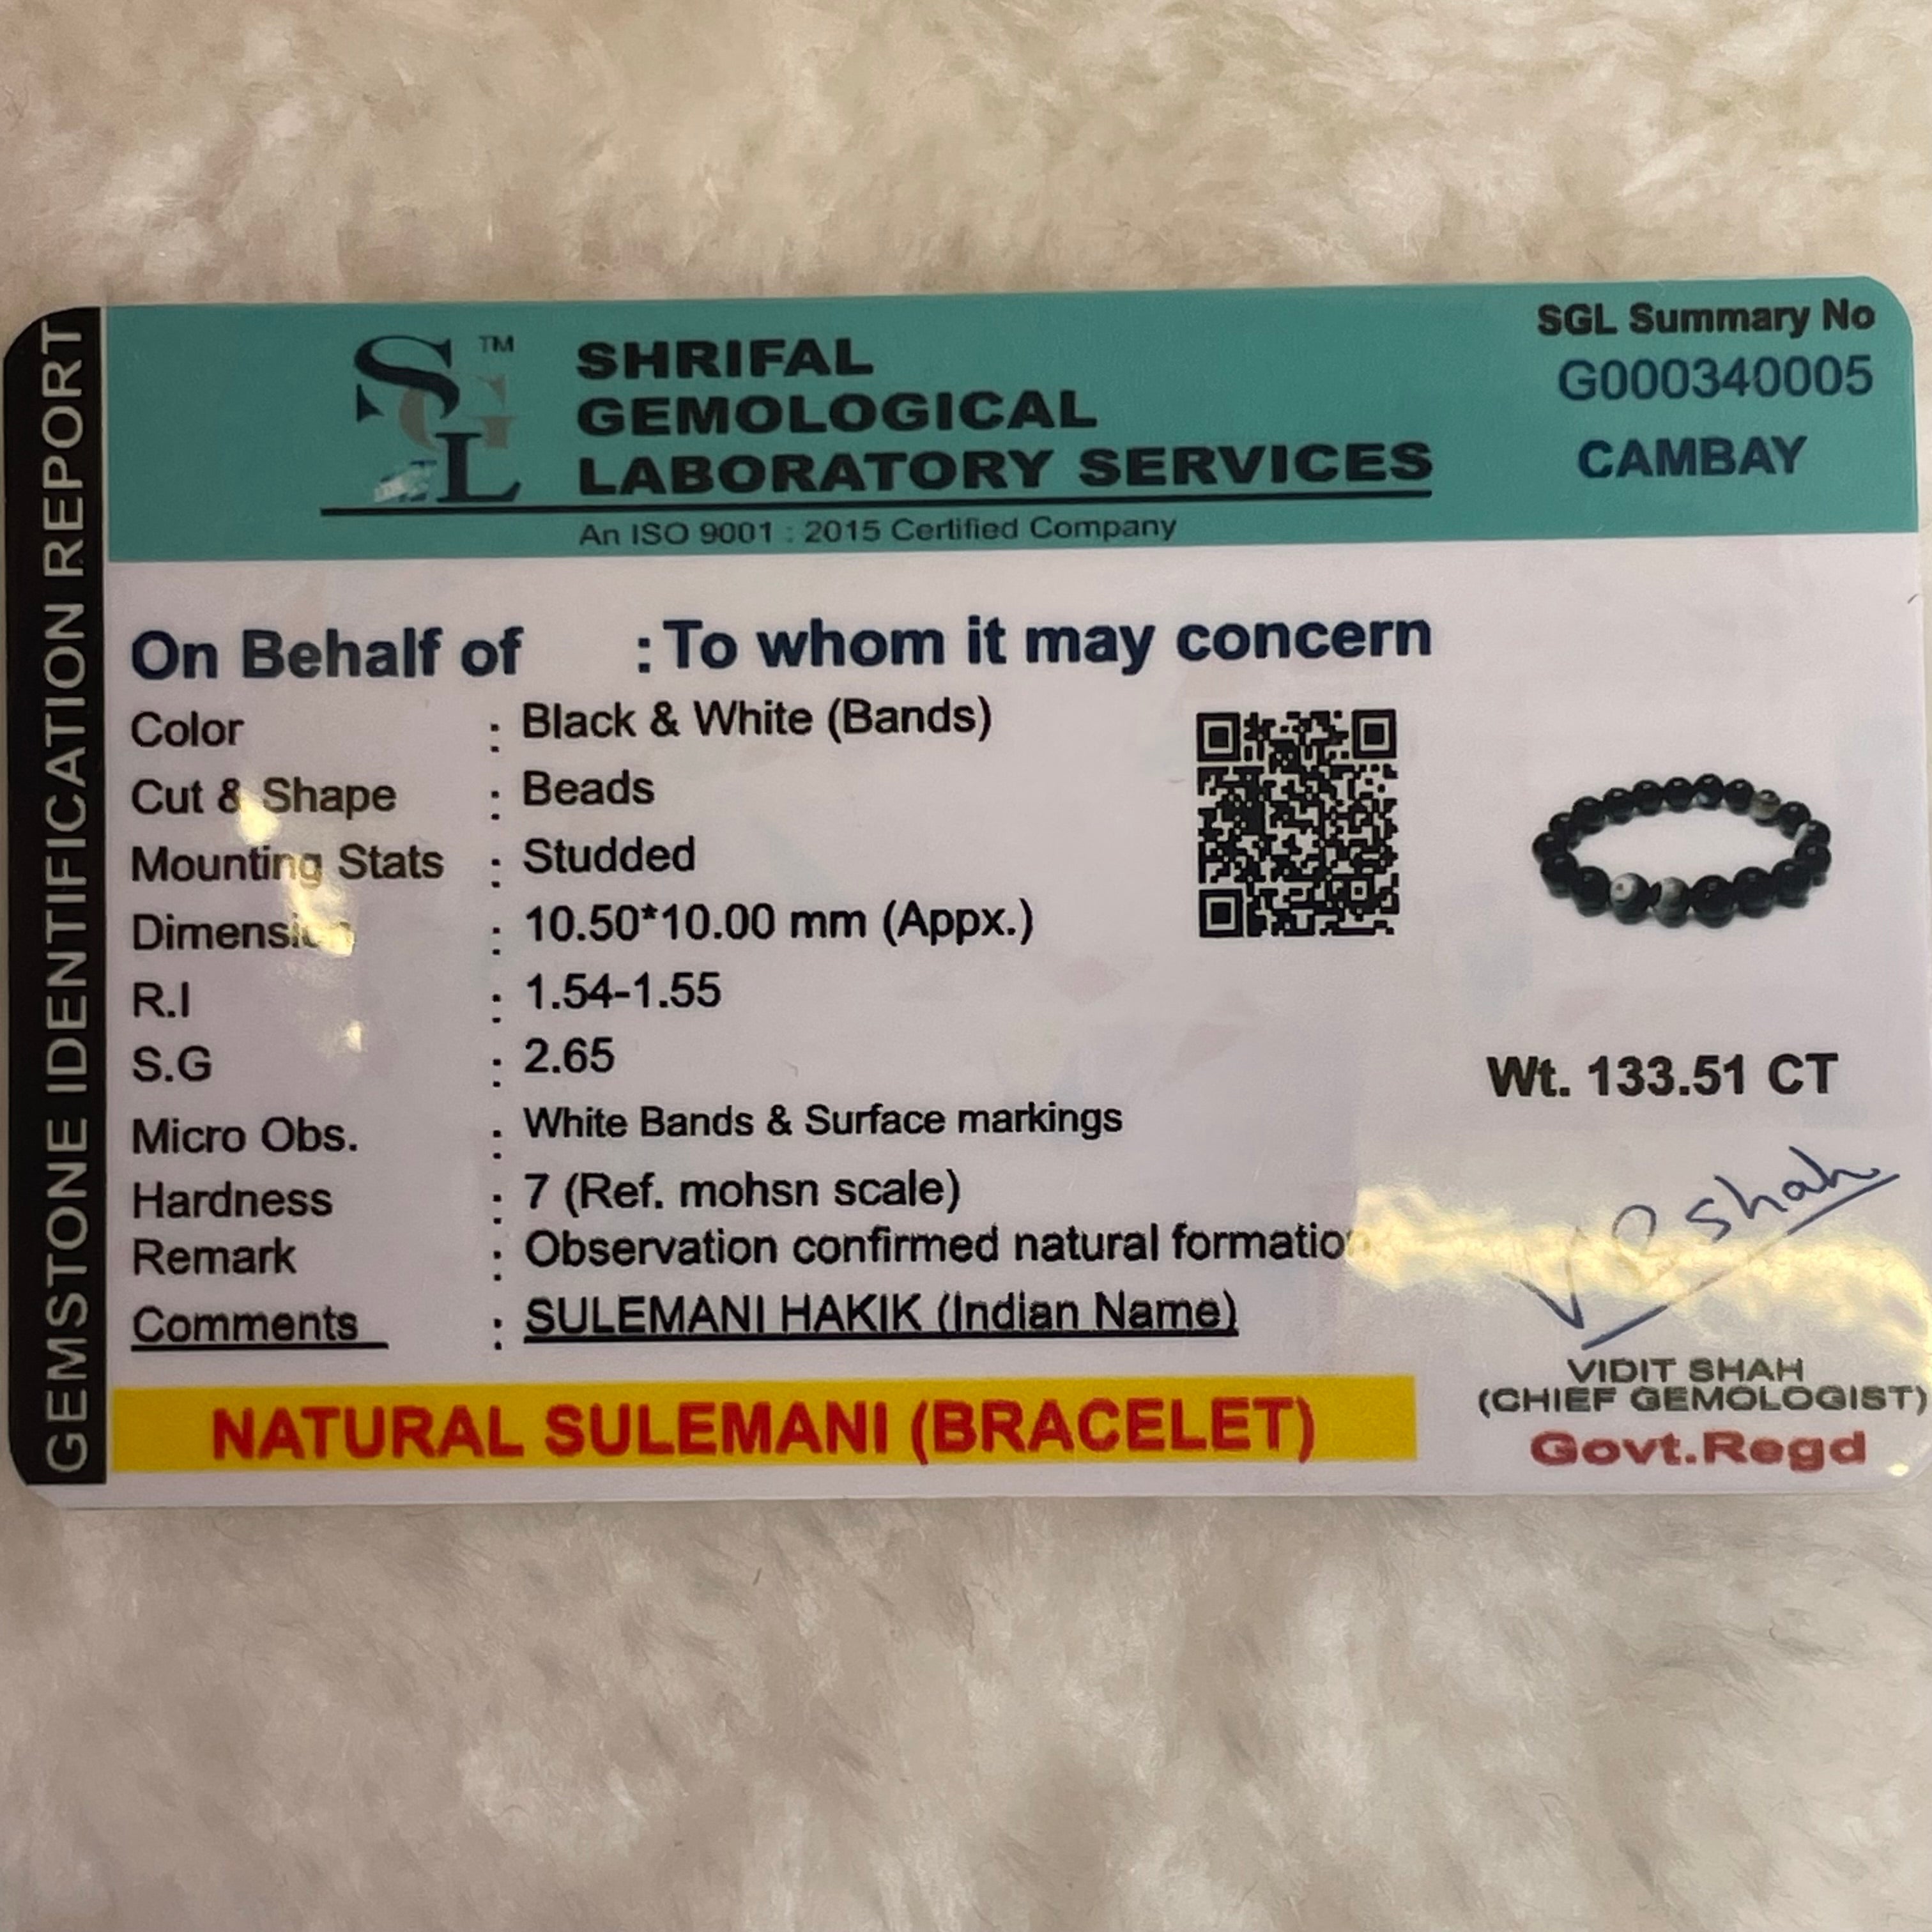 GEMSTONE IDENTIFICATION REPORT
SGL TM
SHRIFAL
GEMOLOGICAL
LABORATORY SERVICES
An ISO 9001 : 2015 Certified Company
SGL Summary No
G000340005
CAMBAY
On Behalf of : To whom it may concern
Color : Black & White (Bands)
Cut & Shape : Beads
Mounting Stats : Studded
Dimension : 10.50*10.00 mm (Appx.)
R.I : 1.54-1.55
S.G : 2.65
Micro Obs. : White Bands & Surface markings
Hardness : 7 (Ref. mohsn scale)
Remark : Observation confirmed natural formation
Comments : SULEMANI HAKIK (Indian Name)
NATURAL SULEMANI (BRACELET)
Wt. 133.51 CT
VIDIT SHAH
(CHIEF GEMOLOGIST)
Govt.Regd